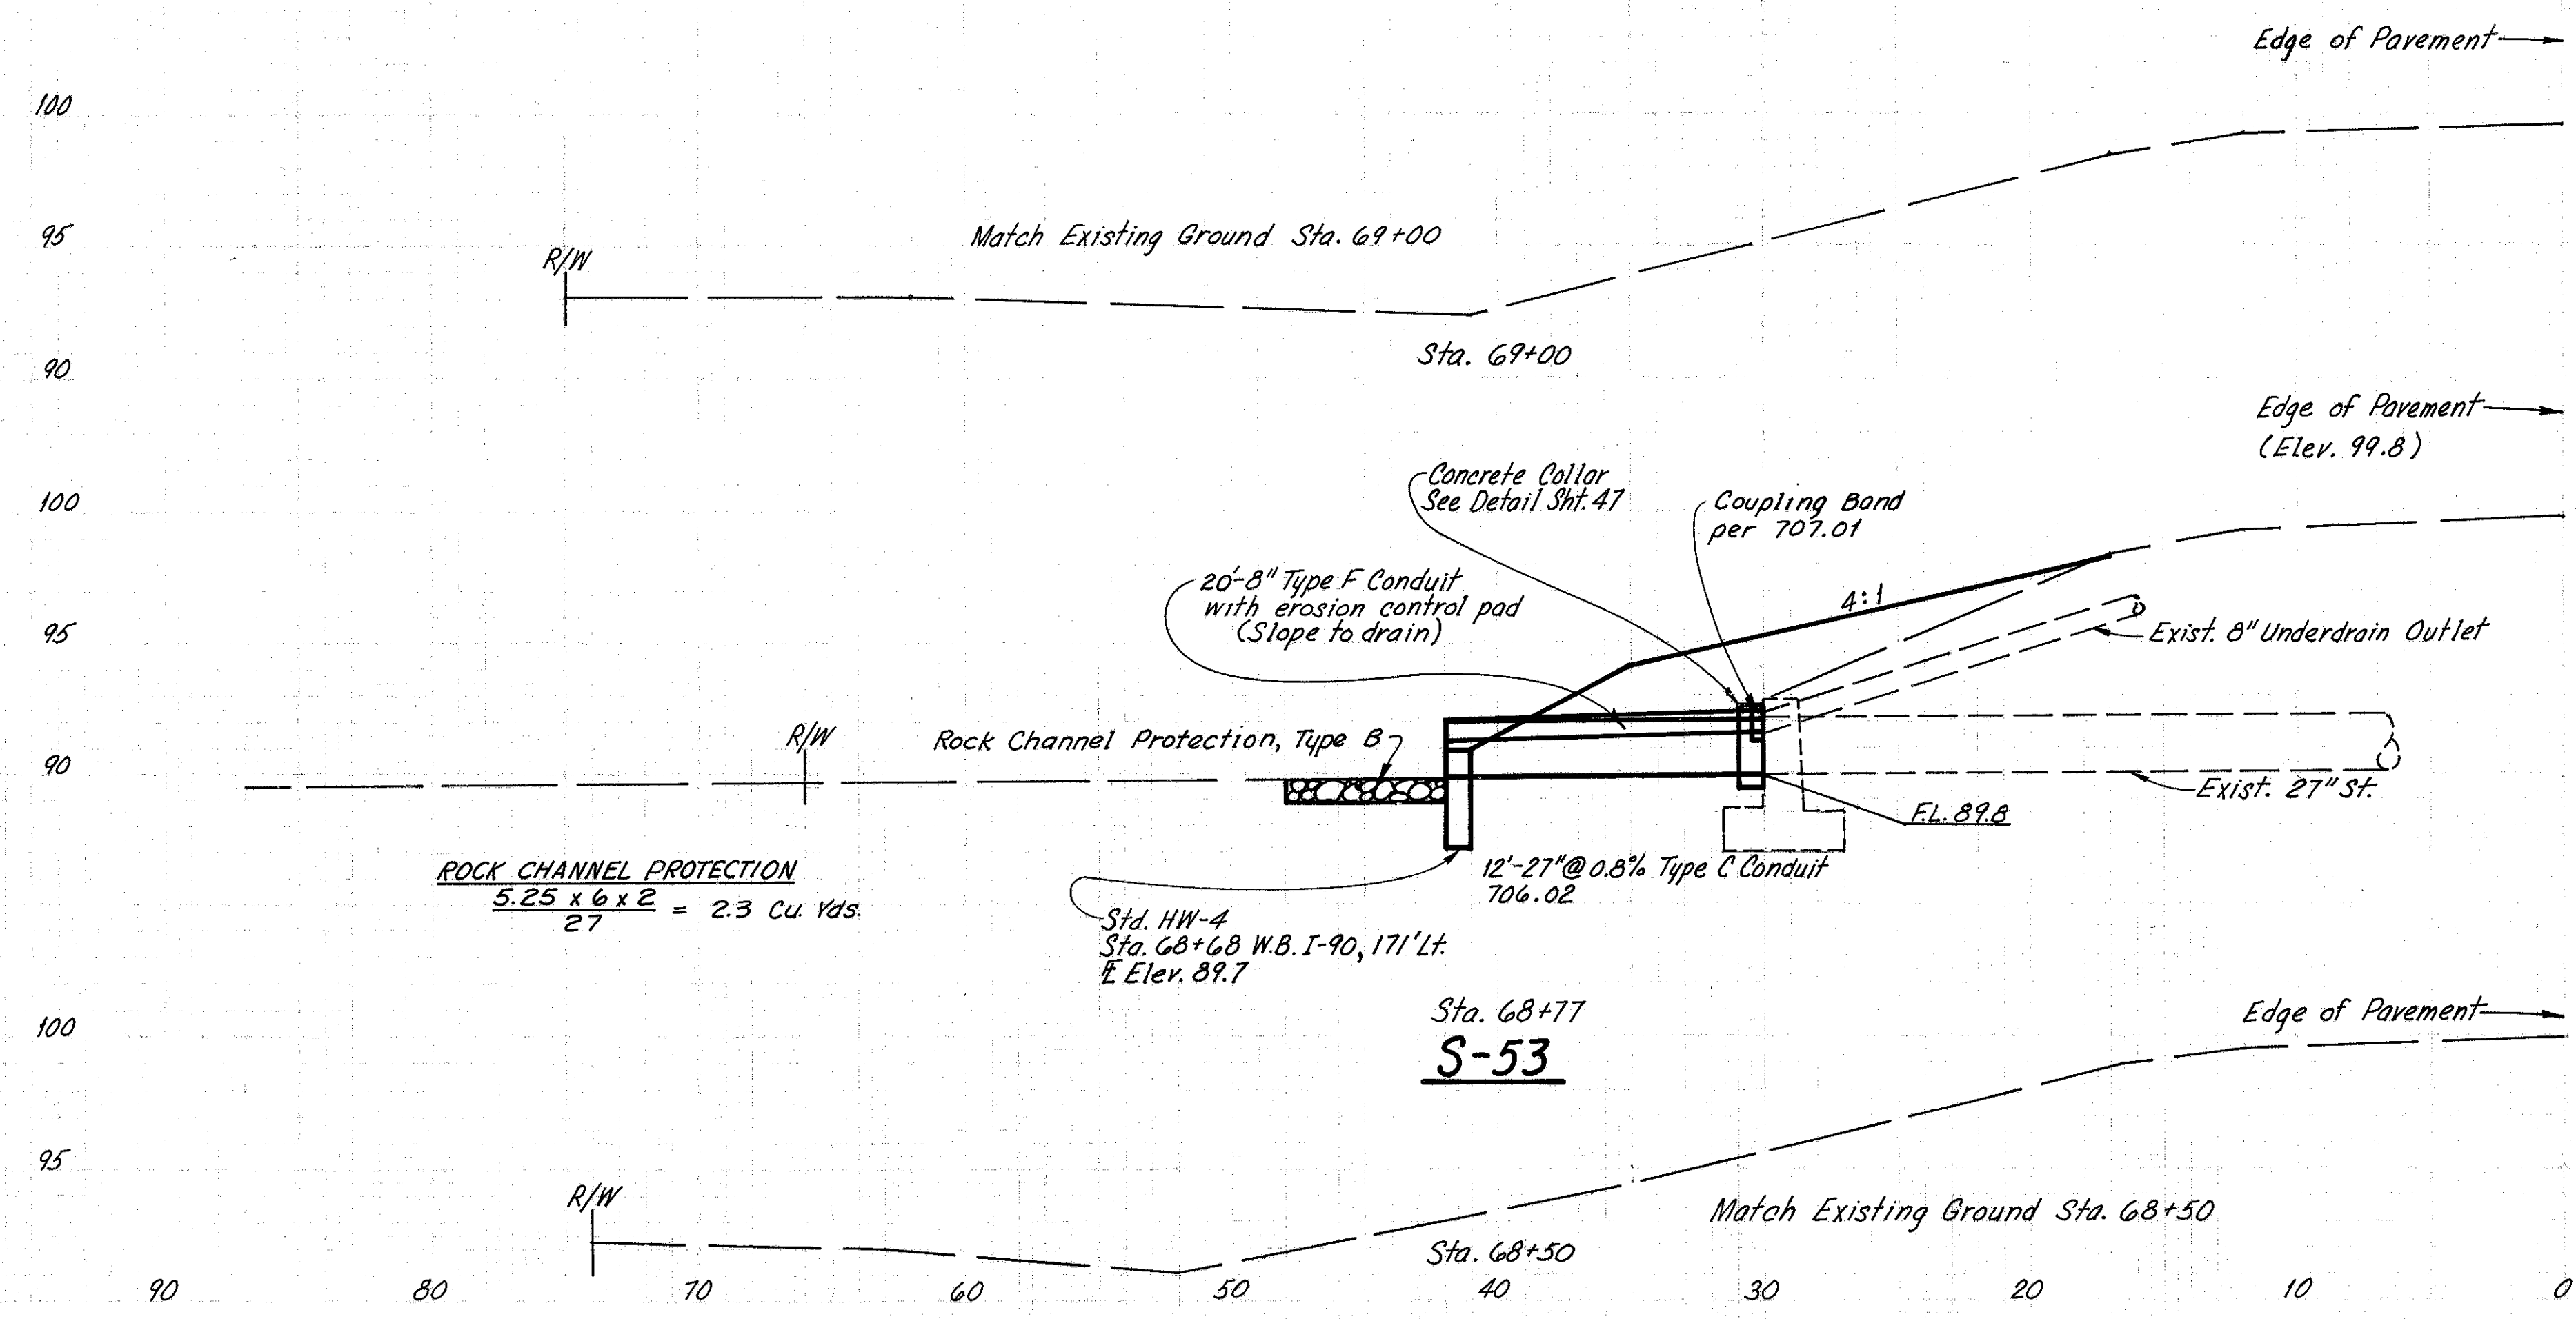 Edge of Pavement
100
95
Match Existing Ground Sta. 69+00
R/W
Sta. 69+00
90
Edge of Pavement
(Elev. 99.8)
Concrete Collar
See Detail Sht. 47
100
Coupling Band
per 707.01
20'-8" Type F Conduit
with erosion control pad
(Slope to drain)
4:1
95
Exist. 8" Underdrain Outlet
R/W
Rock Channel Protection, Type B
90
Exist. 27" St.
F.L. 89.8
ROCK CHANNEL PROTECTION
5.25 x 6 x 2
27
= 2.3 Cu. Yds.
12'-27" @ 0.8% Type C Conduit
706.02
Std. HW-4
Sta. 68+68 W.B. I-90, 171' Lt.
℄ Elev. 89.7
Sta. 68+77
S-53
Edge of Pavement
100
95
R/W
Match Existing Ground Sta. 68+50
Sta. 68+50
90 80 70 60 50 40 30 20 10 0